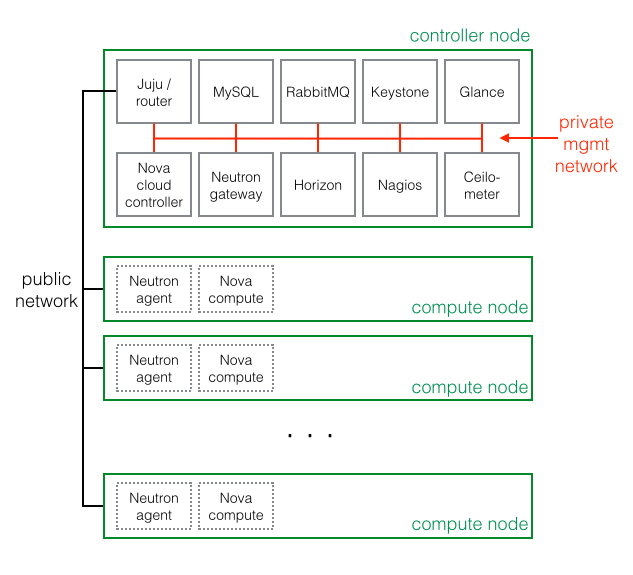 controller node
Juju /
router
MySQL
RabbitMQ
Keystone
Glance
private
mgmt
network
Nova
cloud
controller
Neutron
gateway
Horizon
Nagios
Ceilo-
meter
public
network
Neutron
agent
Nova
compute
compute node
Neutron
agent
Nova
compute
compute node
. . .
Neutron
agent
Nova
compute
compute node